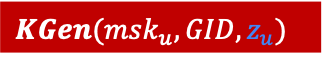 KGen(msk_u, GID, z_u)